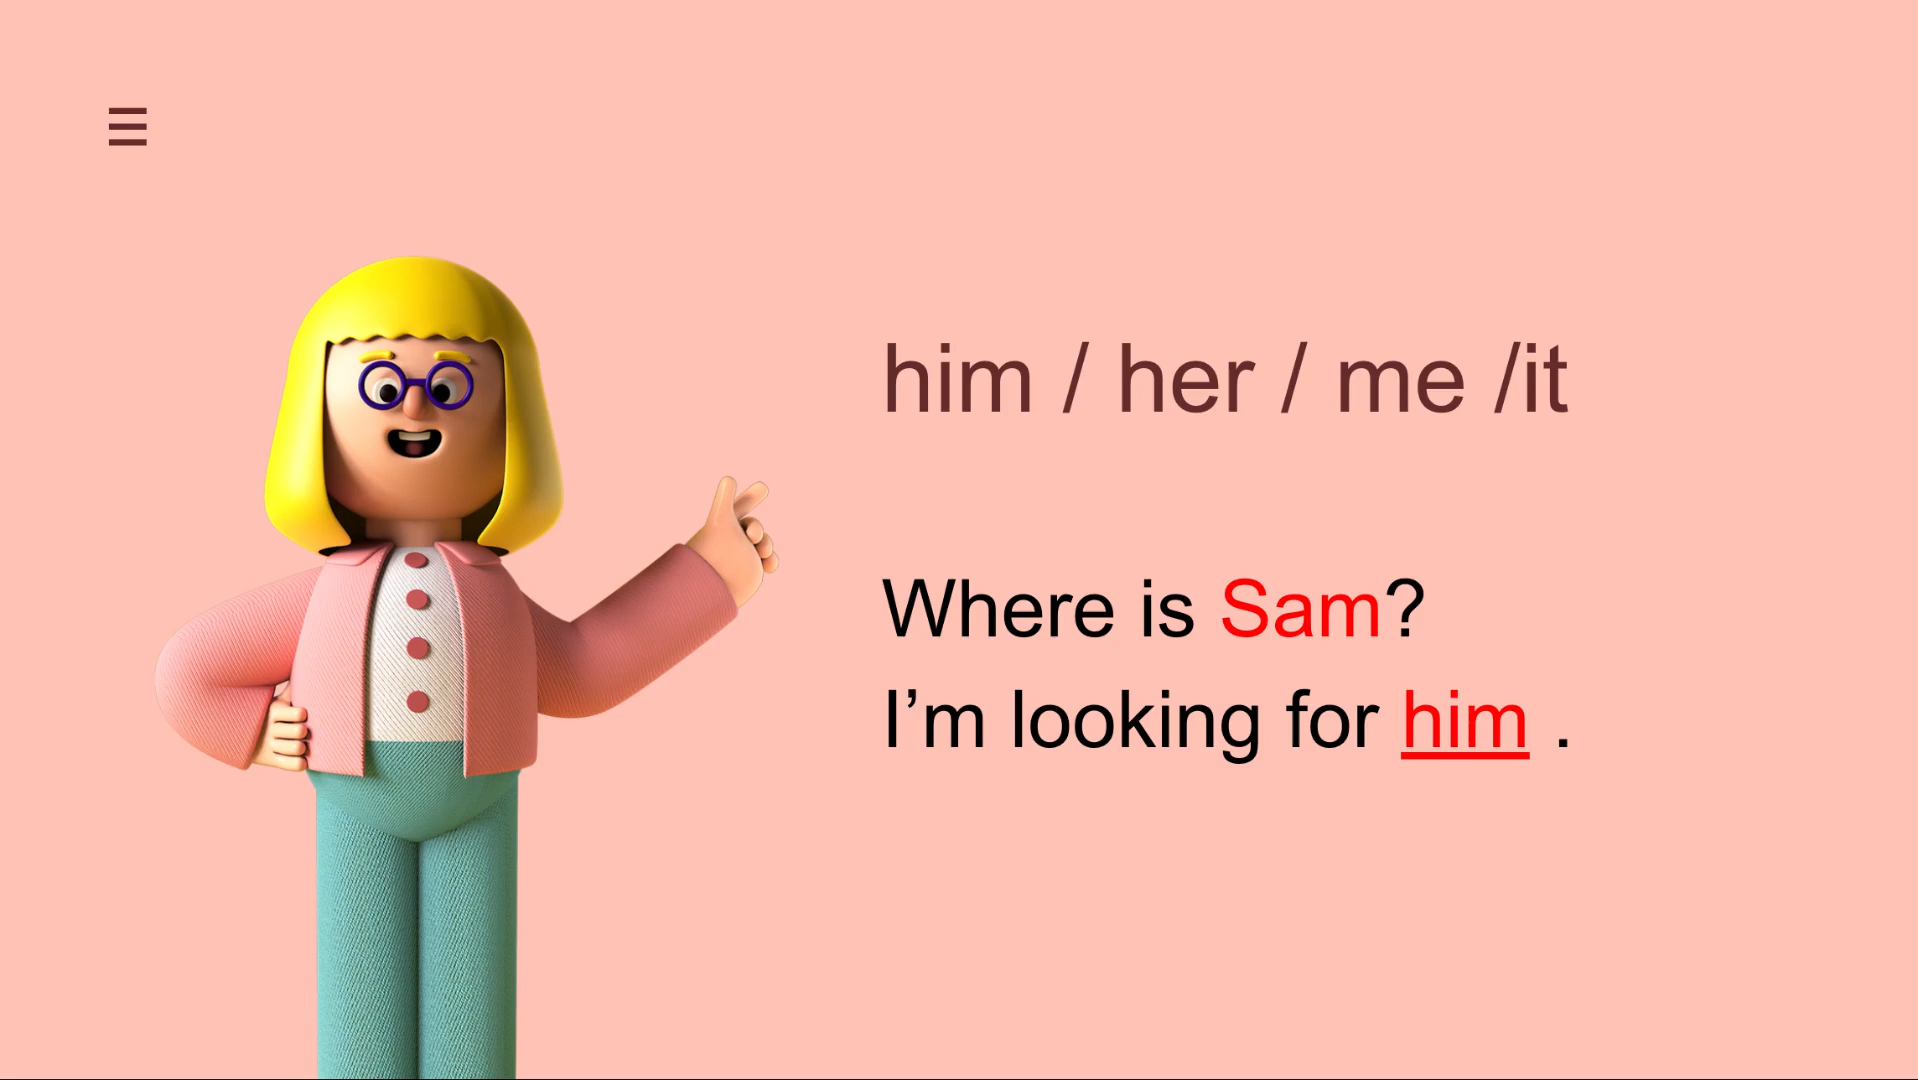 him / her / me /it
Where is Sam?
I’m looking for him .